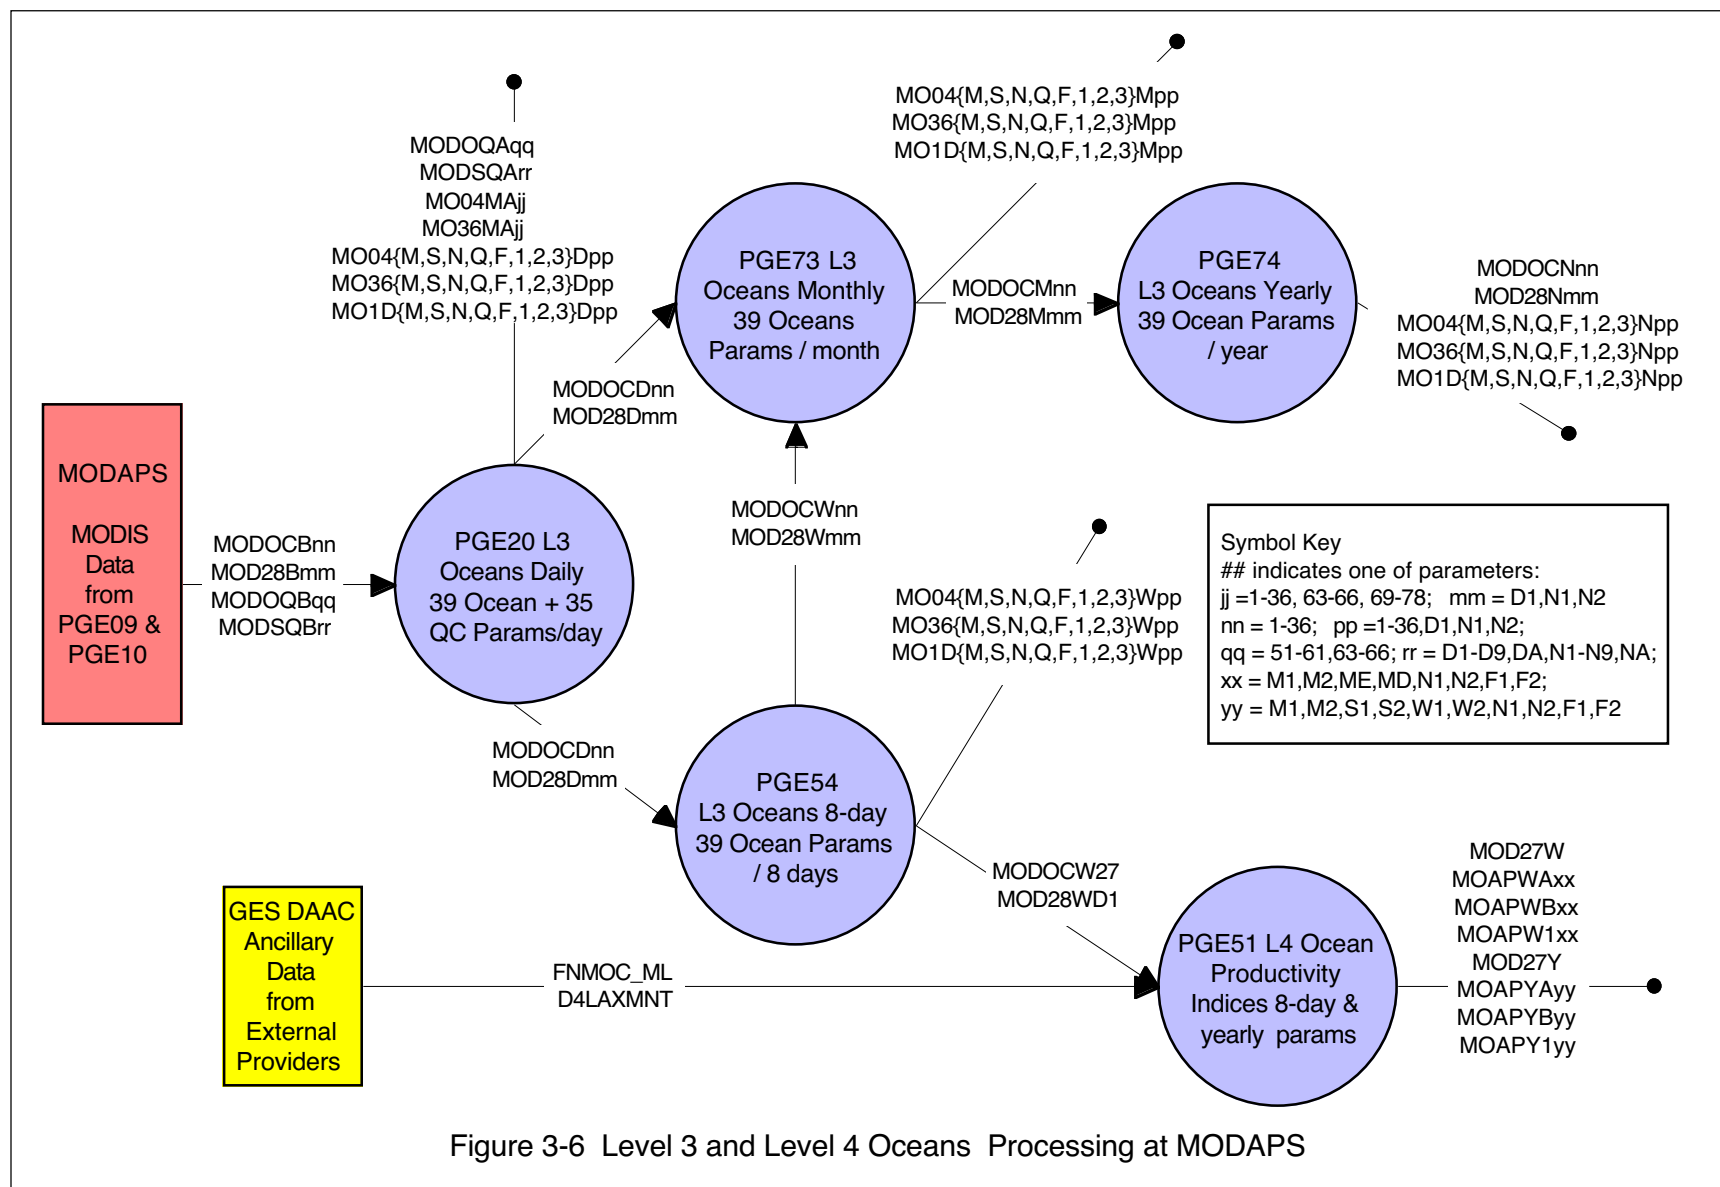 MO04{M,S,N,Q,F,1,2,3}Mpp
MO36{M,S,N,Q,F,1,2,3}Mpp
MO1D{M,S,N,Q,F,1,2,3}Mpp
MODOQAqq
MODSQArr
MO04MAjj
MO36MAjj
MO04{M,S,N,Q,F,1,2,3}Dpp
MO36{M,S,N,Q,F,1,2,3}Dpp
MO1D{M,S,N,Q,F,1,2,3}Dpp
PGE73 L3
Oceans Monthly
39 Oceans
Params / month
MODOCMnn
MOD28Mmm
PGE74
L3 Oceans Yearly
39 Ocean Params
/ year
MODOCNnn
MOD28Nmm
MO04{M,S,N,Q,F,1,2,3}Npp
MO36{M,S,N,Q,F,1,2,3}Npp
MO1D{M,S,N,Q,F,1,2,3}Npp
MODOCDnn
MOD28Dmm
MODAPS
MODIS
Data
from
PGE09 &
PGE10
MODOCBnn
MOD28Bmm
MODOQBqq
MODSQBrr
PGE20 L3
Oceans Daily
39 Ocean + 35
QC Params/day
MODOCWnn
MOD28Wmm
MO04{M,S,N,Q,F,1,2,3}Wpp
MO36{M,S,N,Q,F,1,2,3}Wpp
MO1D{M,S,N,Q,F,1,2,3}Wpp
Symbol Key
## indicates one of parameters:
jj =1-36, 63-66, 69-78; mm = D1,N1,N2
nn = 1-36; pp =1-36,D1,N1,N2;
qq = 51-61,63-66; rr = D1-D9,DA,N1-N9,NA;
xx = M1,M2,ME,MD,N1,N2,F1,F2;
yy = M1,M2,S1,S2,W1,W2,N1,N2,F1,F2
MODOCDnn
MOD28Dmm
PGE54
L3 Oceans 8-day
39 Ocean Params
/ 8 days
MODOCW27
MOD28WD1
GES DAAC
Ancillary
Data
from
External
Providers
FNMOC_ML
D4LAXMNT
PGE51 L4 Ocean
Productivity
Indices 8-day &
yearly params
MOD27W
MOAPWAxx
MOAPWBxx
MOAPW1xx
MOD27Y
MOAPYAyy
MOAPYByy
MOAPY1yy
Figure 3-6 Level 3 and Level 4 Oceans Processing at MODAPS